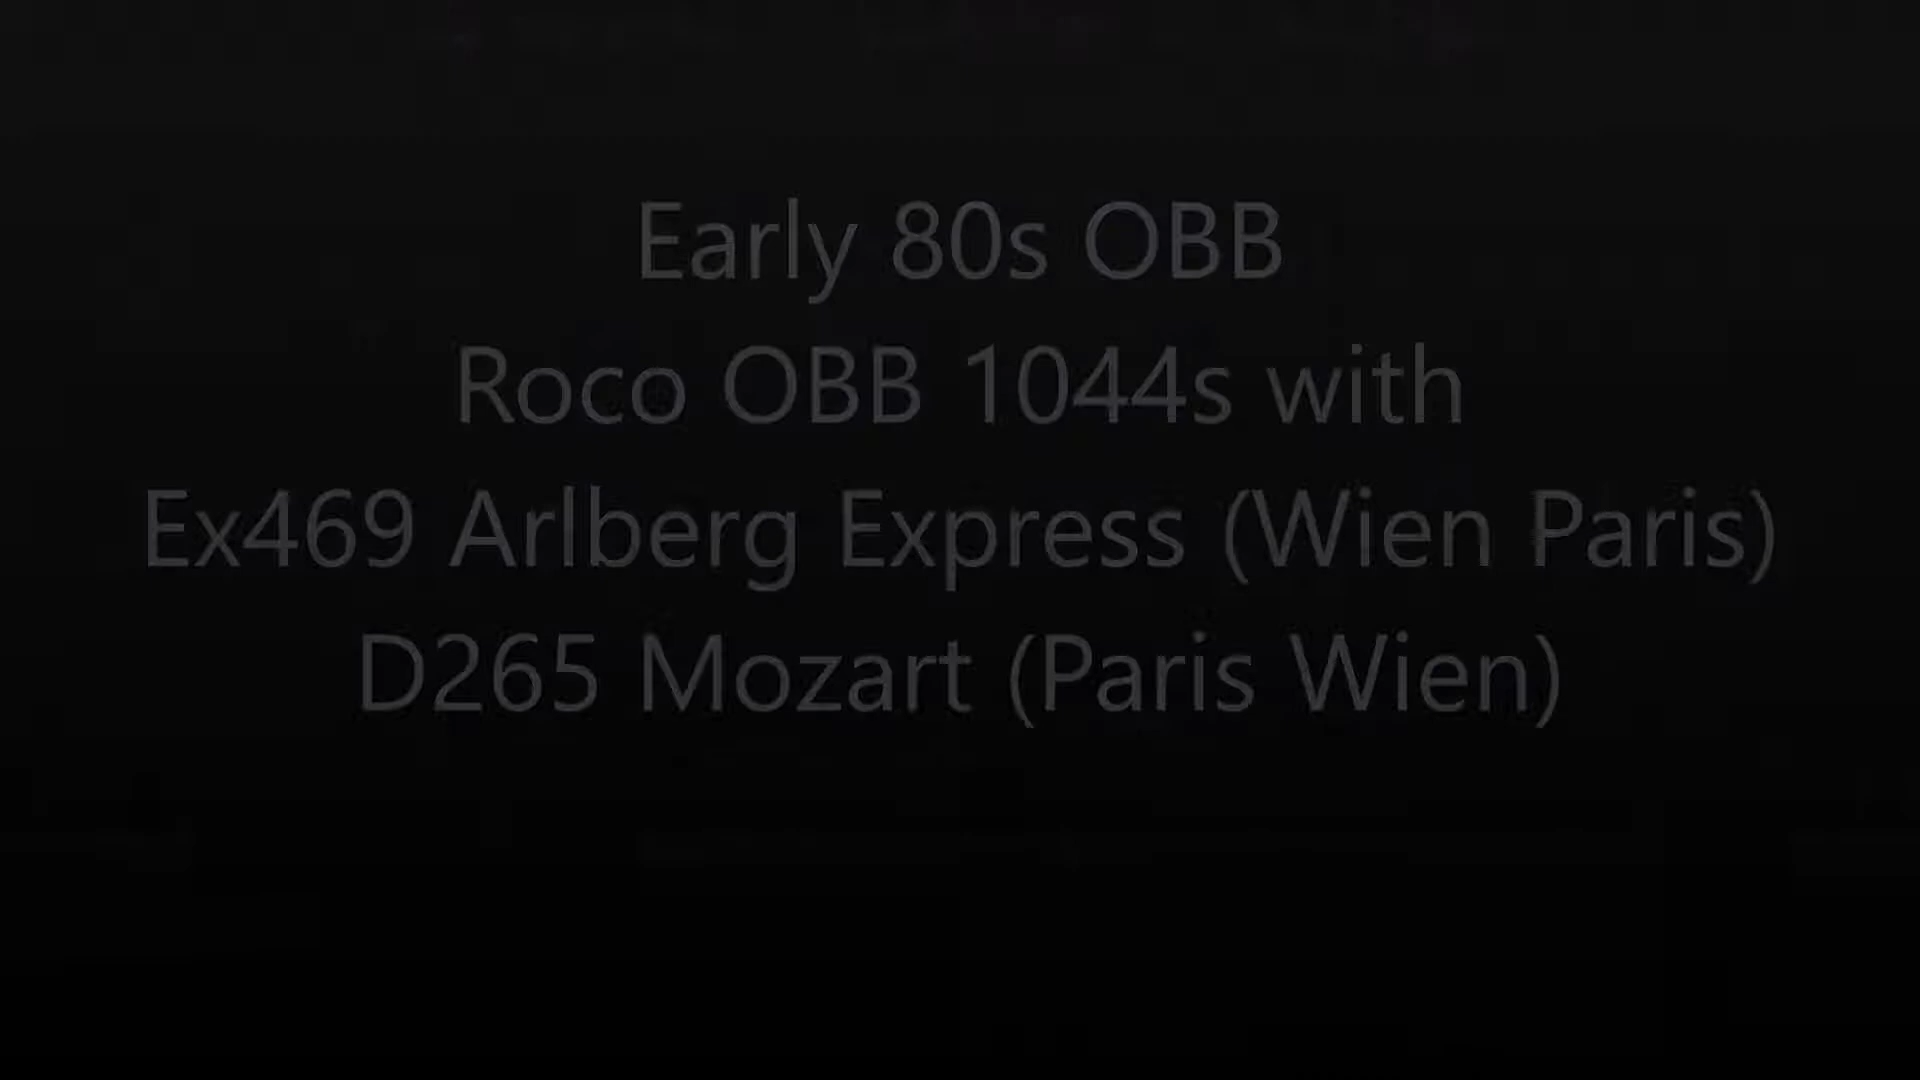 Early 80s OBB
Roco OBB 1044s with
Ex469 Arlberg Express (Wien Paris)
D265 Mozart (Paris Wien)